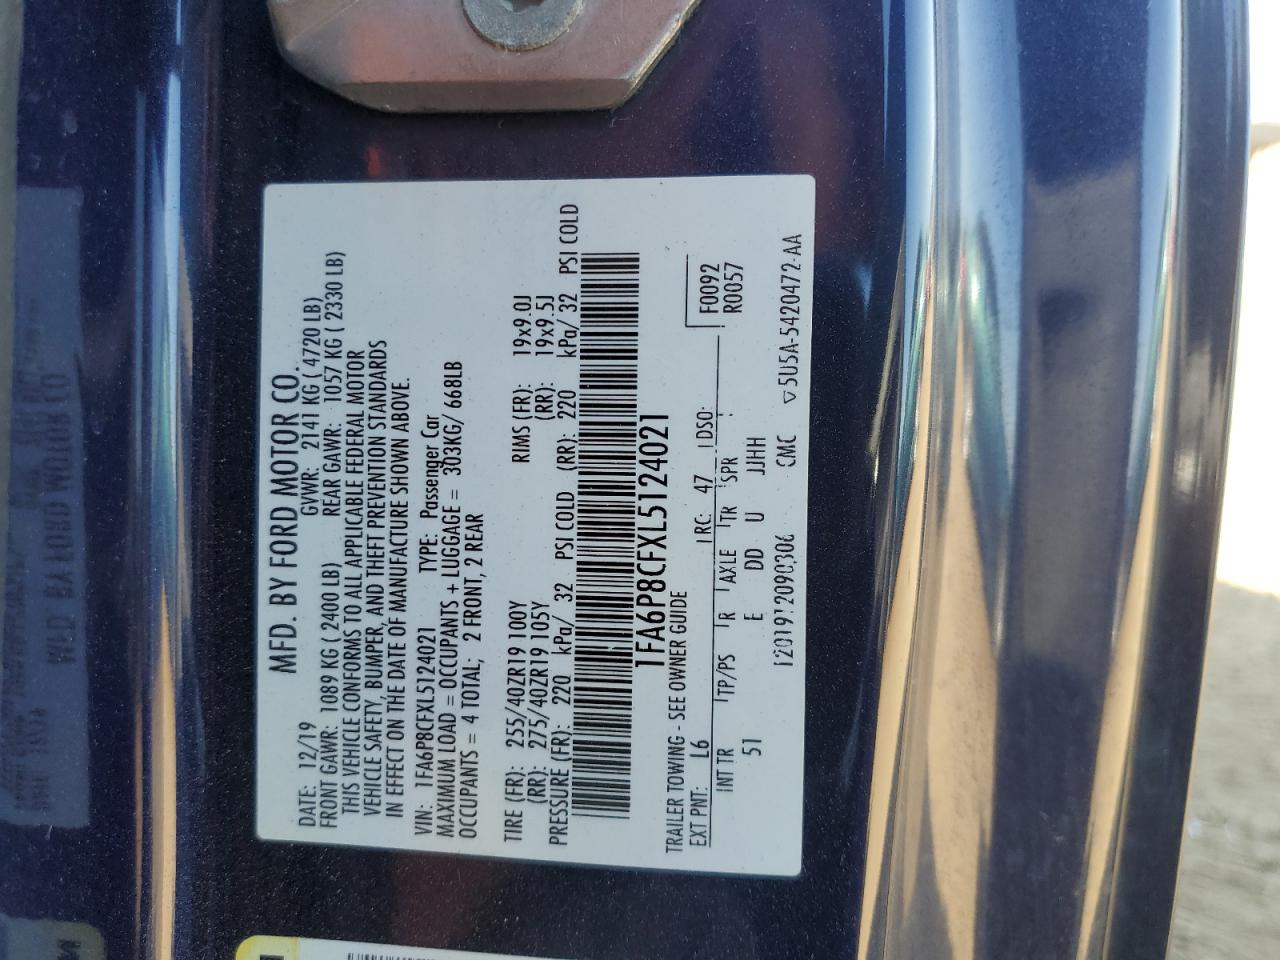 MFD. BY FORD MOTOR CO.
DATE: 12/19 GVWR: 2141 KG ( 4720 LB)
FRONT GAWR: 1089 KG ( 2400 LB) REAR GAWR: 1057 KG ( 2330 LB)
THIS VEHICLE CONFORMS TO ALL APPLICABLE FEDERAL MOTOR
VEHICLE SAFETY, BUMPER, AND THEFT PREVENTION STANDARDS
IN EFFECT ON THE DATE OF MANUFACTURE SHOWN ABOVE.
VIN: 1FA6P8CFXL5124021 TYPE: Passenger Car
MAXIMUM LOAD = OCCUPANTS + LUGGAGE = 303KG/ 668LB
OCCUPANTS = 4 TOTAL; 2 FRONT, 2 REAR
TIRE (FR): 255/40ZR19 100Y RIMS (FR): 19x9.0J
(RR): 275/40ZR19 105Y (RR): 19x9.5J
PRESSURE (FR): 220 kPa/ 32 PSI COLD (RR): 220 kPa/ 32 PSI COLD
1FA6P8CFXL5124021
TRAILER TOWING - SEE OWNER GUIDE F0092
EXT PNT: L6 RC: 47 DSO: R0057
INT TR TP/PS R AXLE TR SPR
51 E DD U JJHH
1201912090306 CMC ▽5U5A-5420472-AA